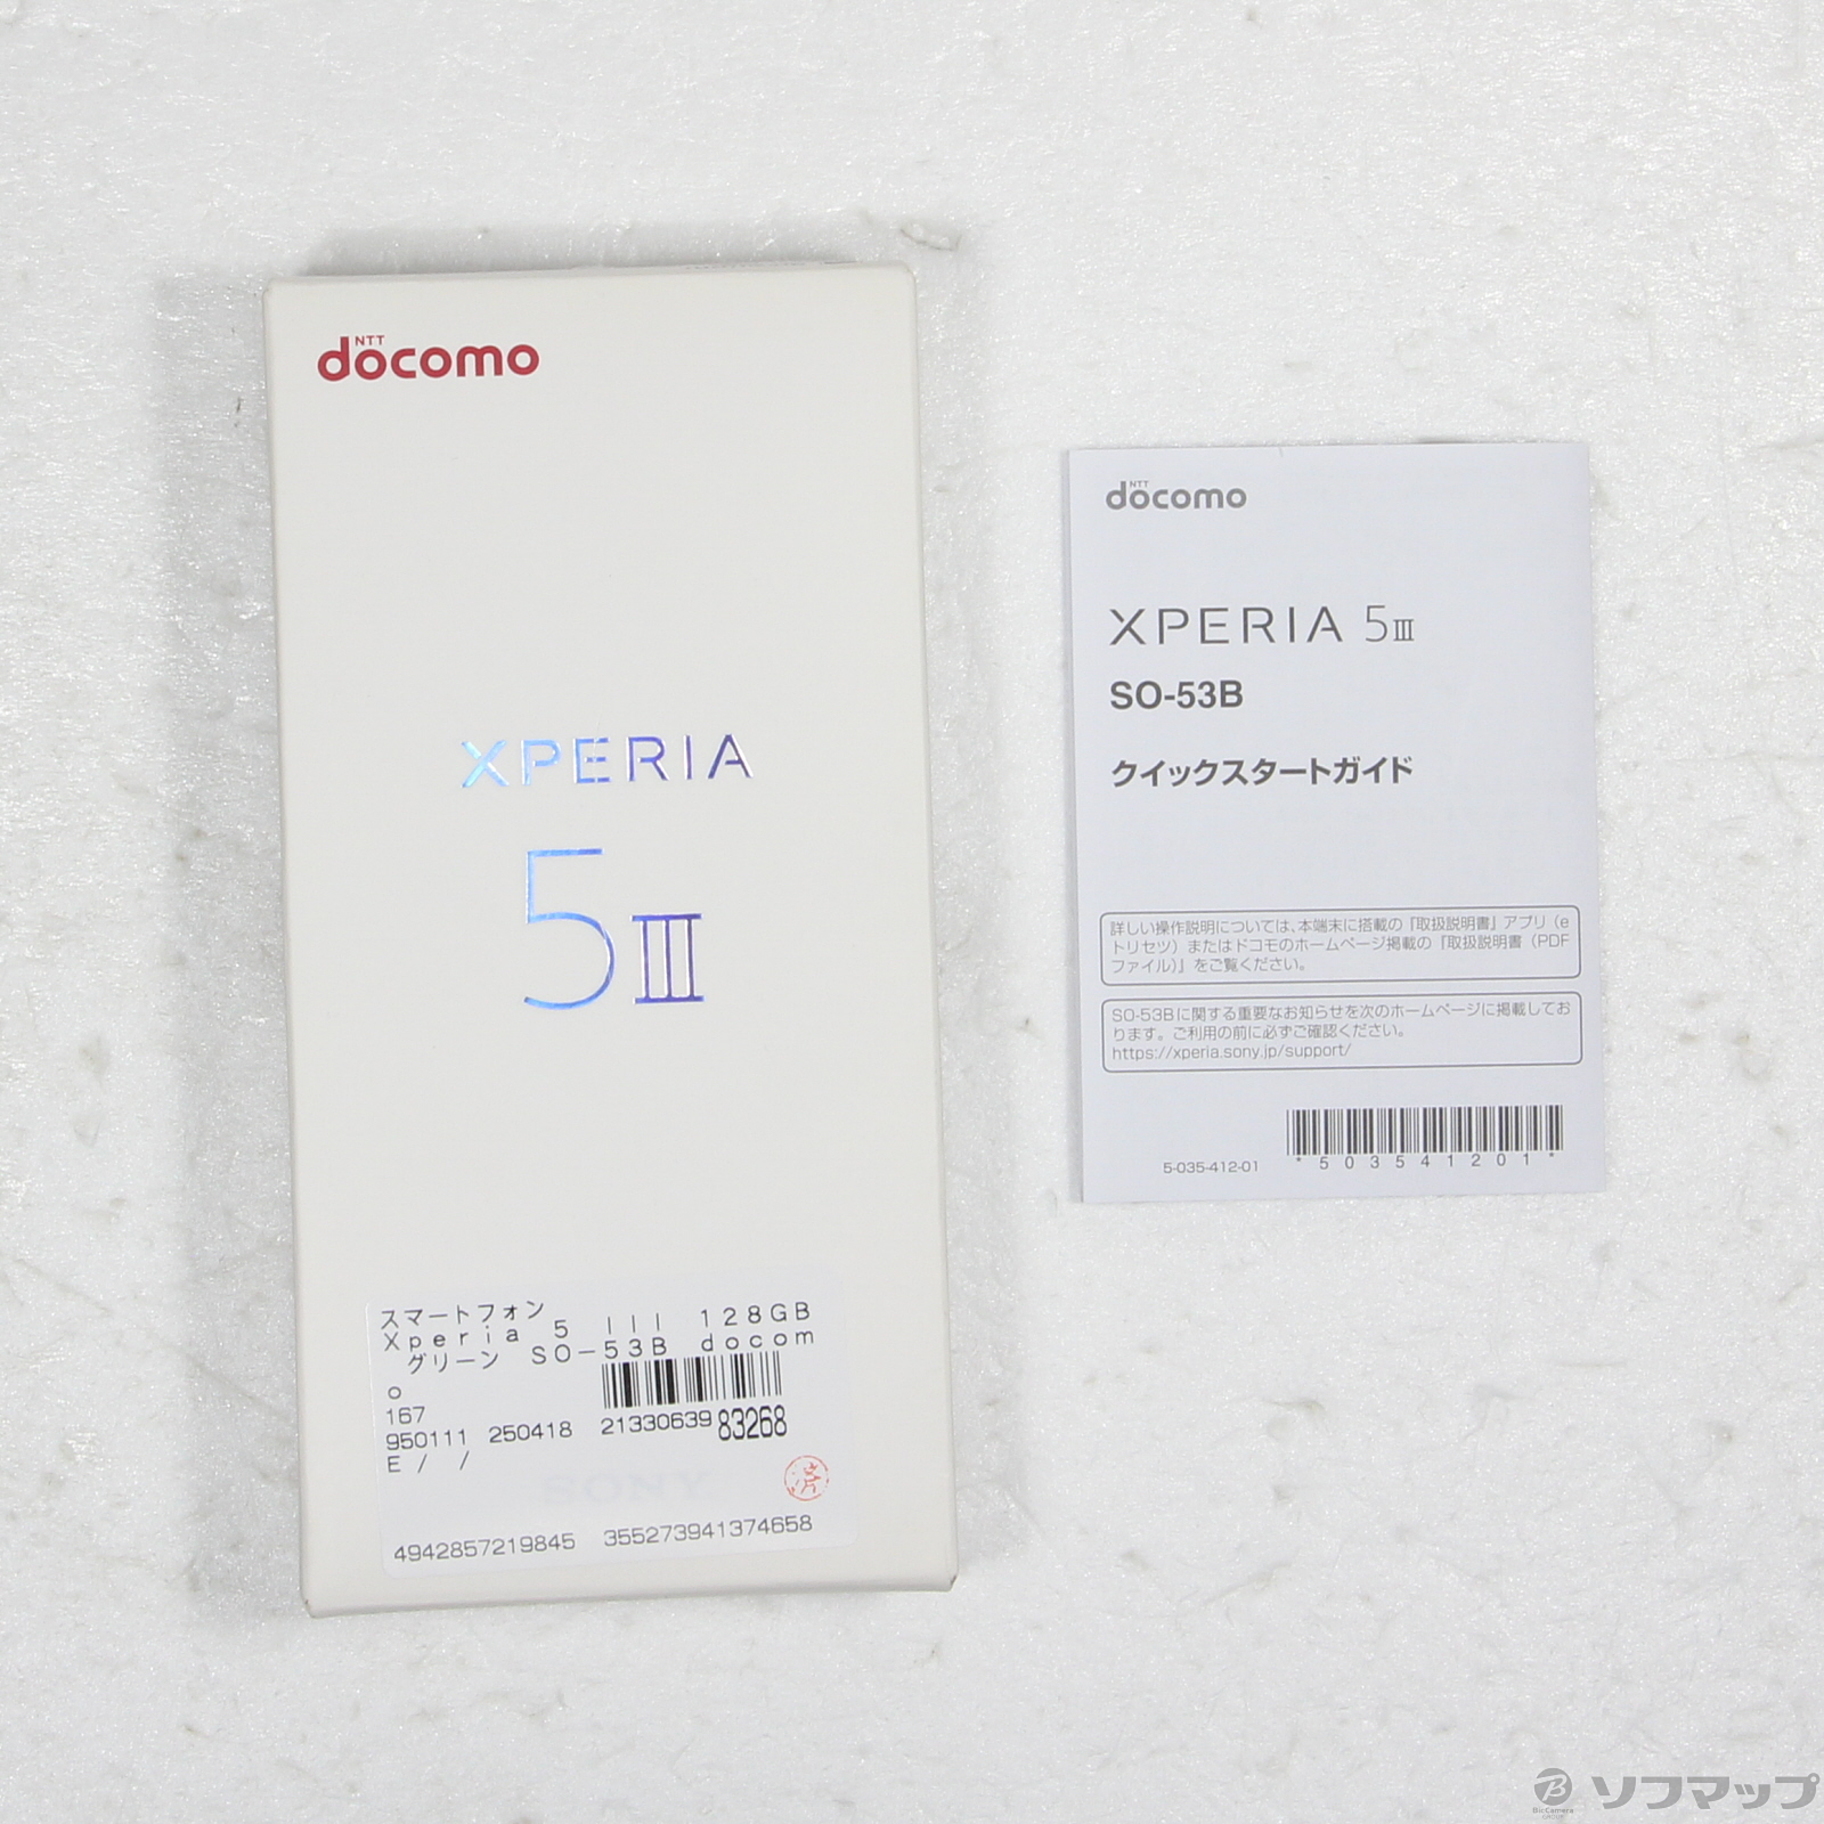 NTT
docomo
XPERIA
5III
スマートフォン
Xperia 5 III 128GB
グリーン SO-53B docom
o
167
950111 250418 2133063983268
E / /
済
SONY
4942857219845 355273941374658
NTT
docomo
XPERIA 5III
SO-53B
クイックスタートガイド
詳しい操作説明については、本端末に搭載の『取扱説明書』アプリ（e
トリセツ）またはドコモのホームページ掲載の『取扱説明書（PDF
ファイル）』をご覧ください。
SO-53Bに関する重要なお知らせを次のホームページに掲載してお
ります。ご利用の前に必ずご確認ください。
https://xperia.sony.jp/support/
5-035-412-01
*503541201*
BicCamera
GROUP
ソフマップ